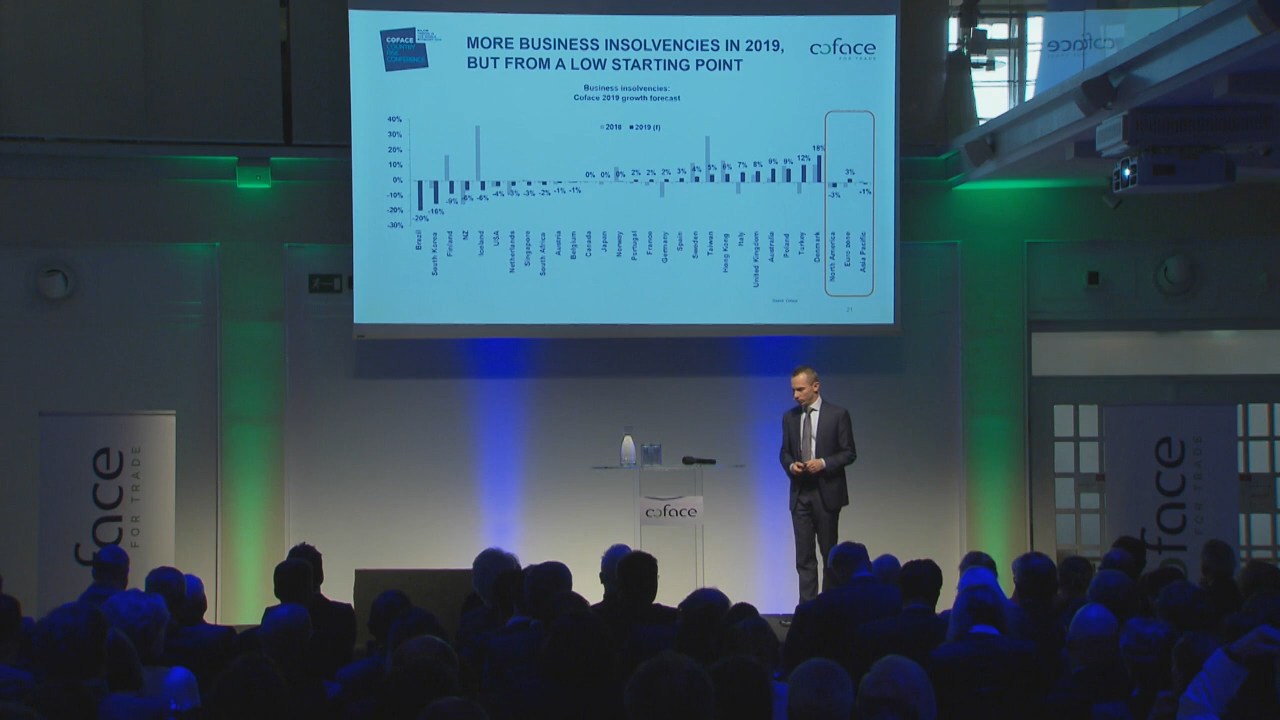 COFACE
COUNTRY
RISK
CONFERENCE
MORE BUSINESS INSOLVENCIES IN 2019,
BUT FROM A LOW STARTING POINT
coface
FOR TRADE
Business insolvencies:
Coface 2019 growth forecast
2018 2019 (f)
40%
30%
20%
10%
0%
-10%
-20%
-30%
-20% -16% -9% -6% -6% -4% -3% -3% -2% -1% -1% 0% 0% 0% 2% 2% 2% 3% 4% 5% 6% 7% 8% 9% 9% 12% 18% -3% 3% -1%
Brazil
South Korea
Finland
NZ
Iceland
USA
Netherlands
Singapore
South Africa
Austria
Belgium
Canada
Japan
Norway
Portugal
France
Germany
Spain
Sweden
Taiwan
Hong Kong
Italy
United Kingdom
Australia
Poland
Turkey
Denmark
North America
Euro zone
Asia Pacific
21
coface
coface
coface
FOR TRADE
coface
FOR TRADE